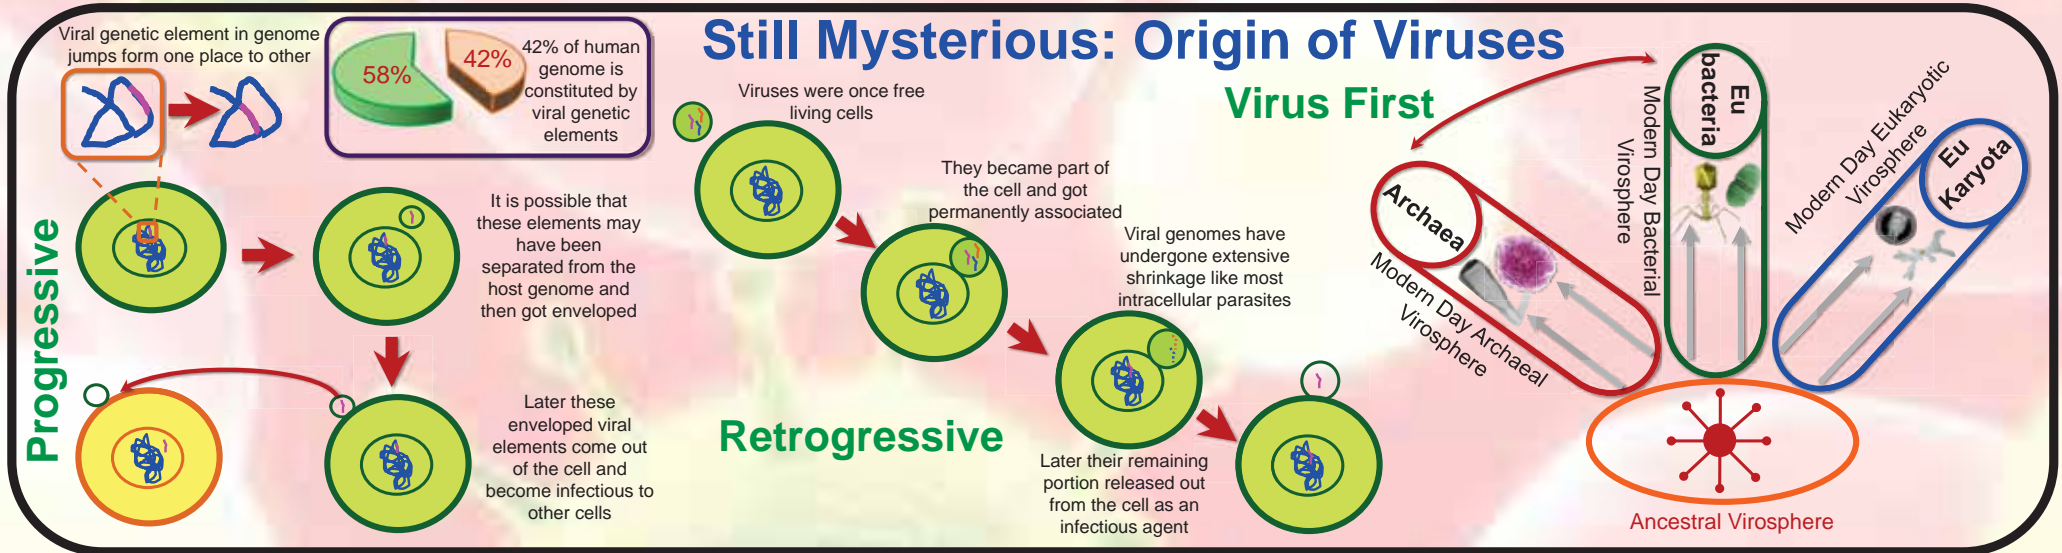 Still Mysterious: Origin of Viruses
Viral genetic element in genome
jumps form one place to other
58%
42%
42% of human
genome is
constituted by
viral genetic
elements
Progressive
It is possible that
these elements may
have been
separated from the
host genome and
then got enveloped
Later these
enveloped viral
elements come out
of the cell and
become infectious to
other cells
Retrogressive
Viruses were once free
living cells
They became part of
the cell and got
permanently associated
Viral genomes have
undergone extensive
shrinkage like most
intracellular parasites
Later their remaining
portion released out
from the cell as an
infectious agent
Virus First
Archaea
Modern Day Archaeal
Virosphere
Eu
bacteria
Modern Day Bacterial
Virosphere
Eu
Karyota
Modern Day Eukaryotic
Virosphere
Ancestral Virosphere